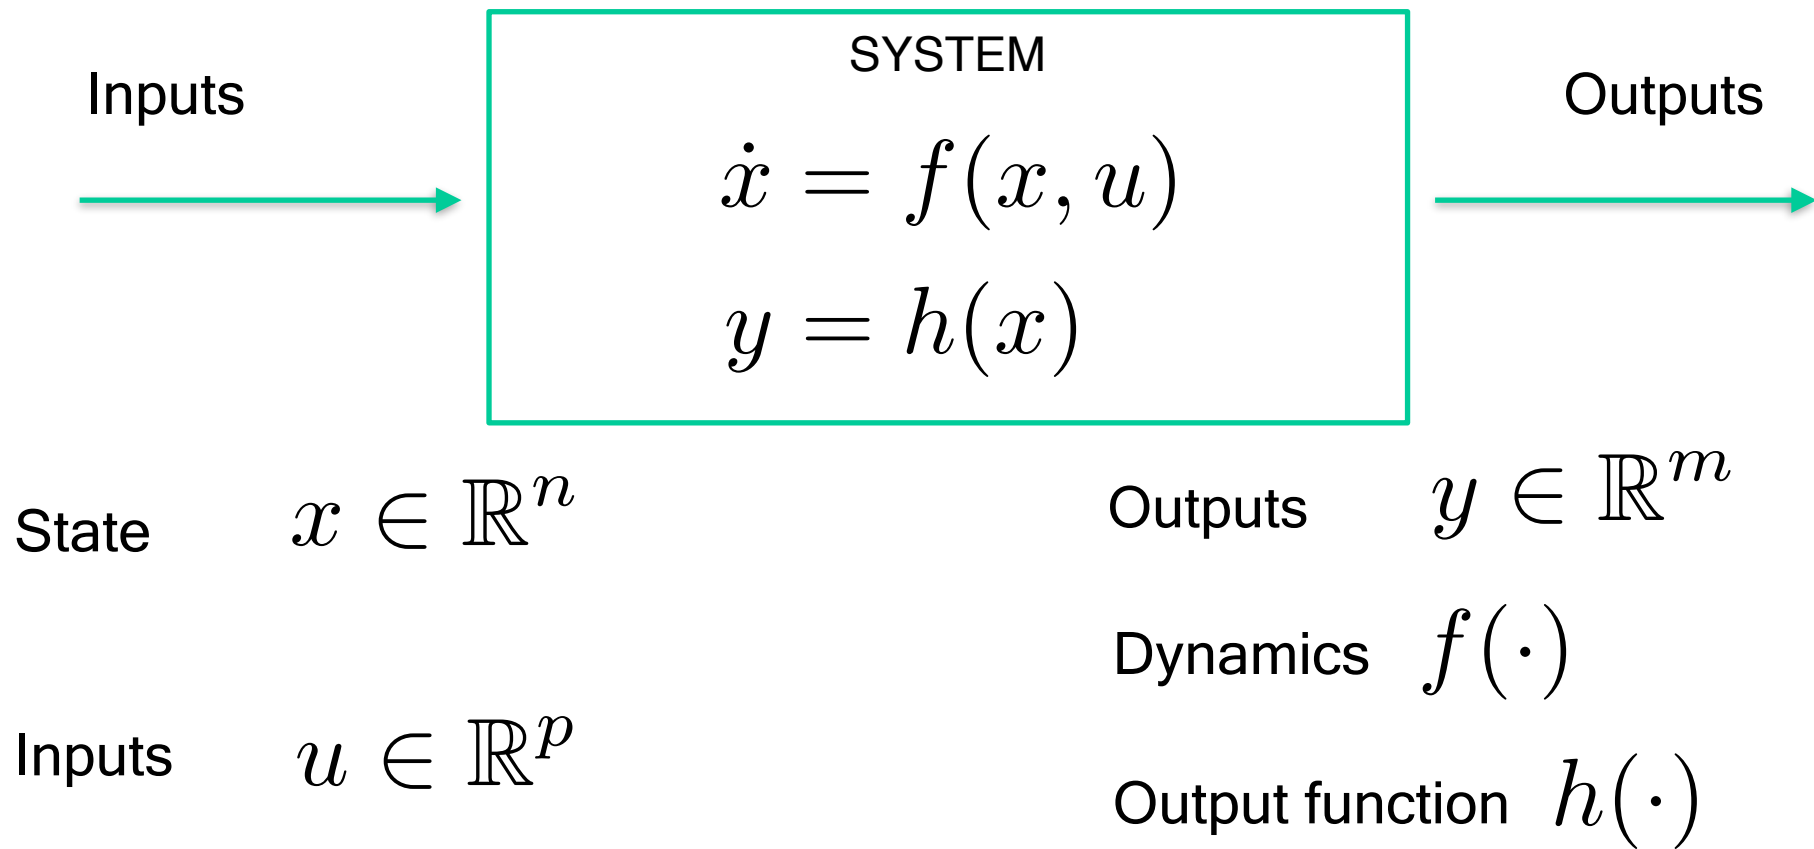 SYSTEM
Inputs
Outputs
ẋ = f(x, u)
y = h(x)
State x ∈ ℝⁿ
Outputs y ∈ ℝᵐ
Dynamics f(·)
Inputs u ∈ ℝᵖ
Output function h(·)